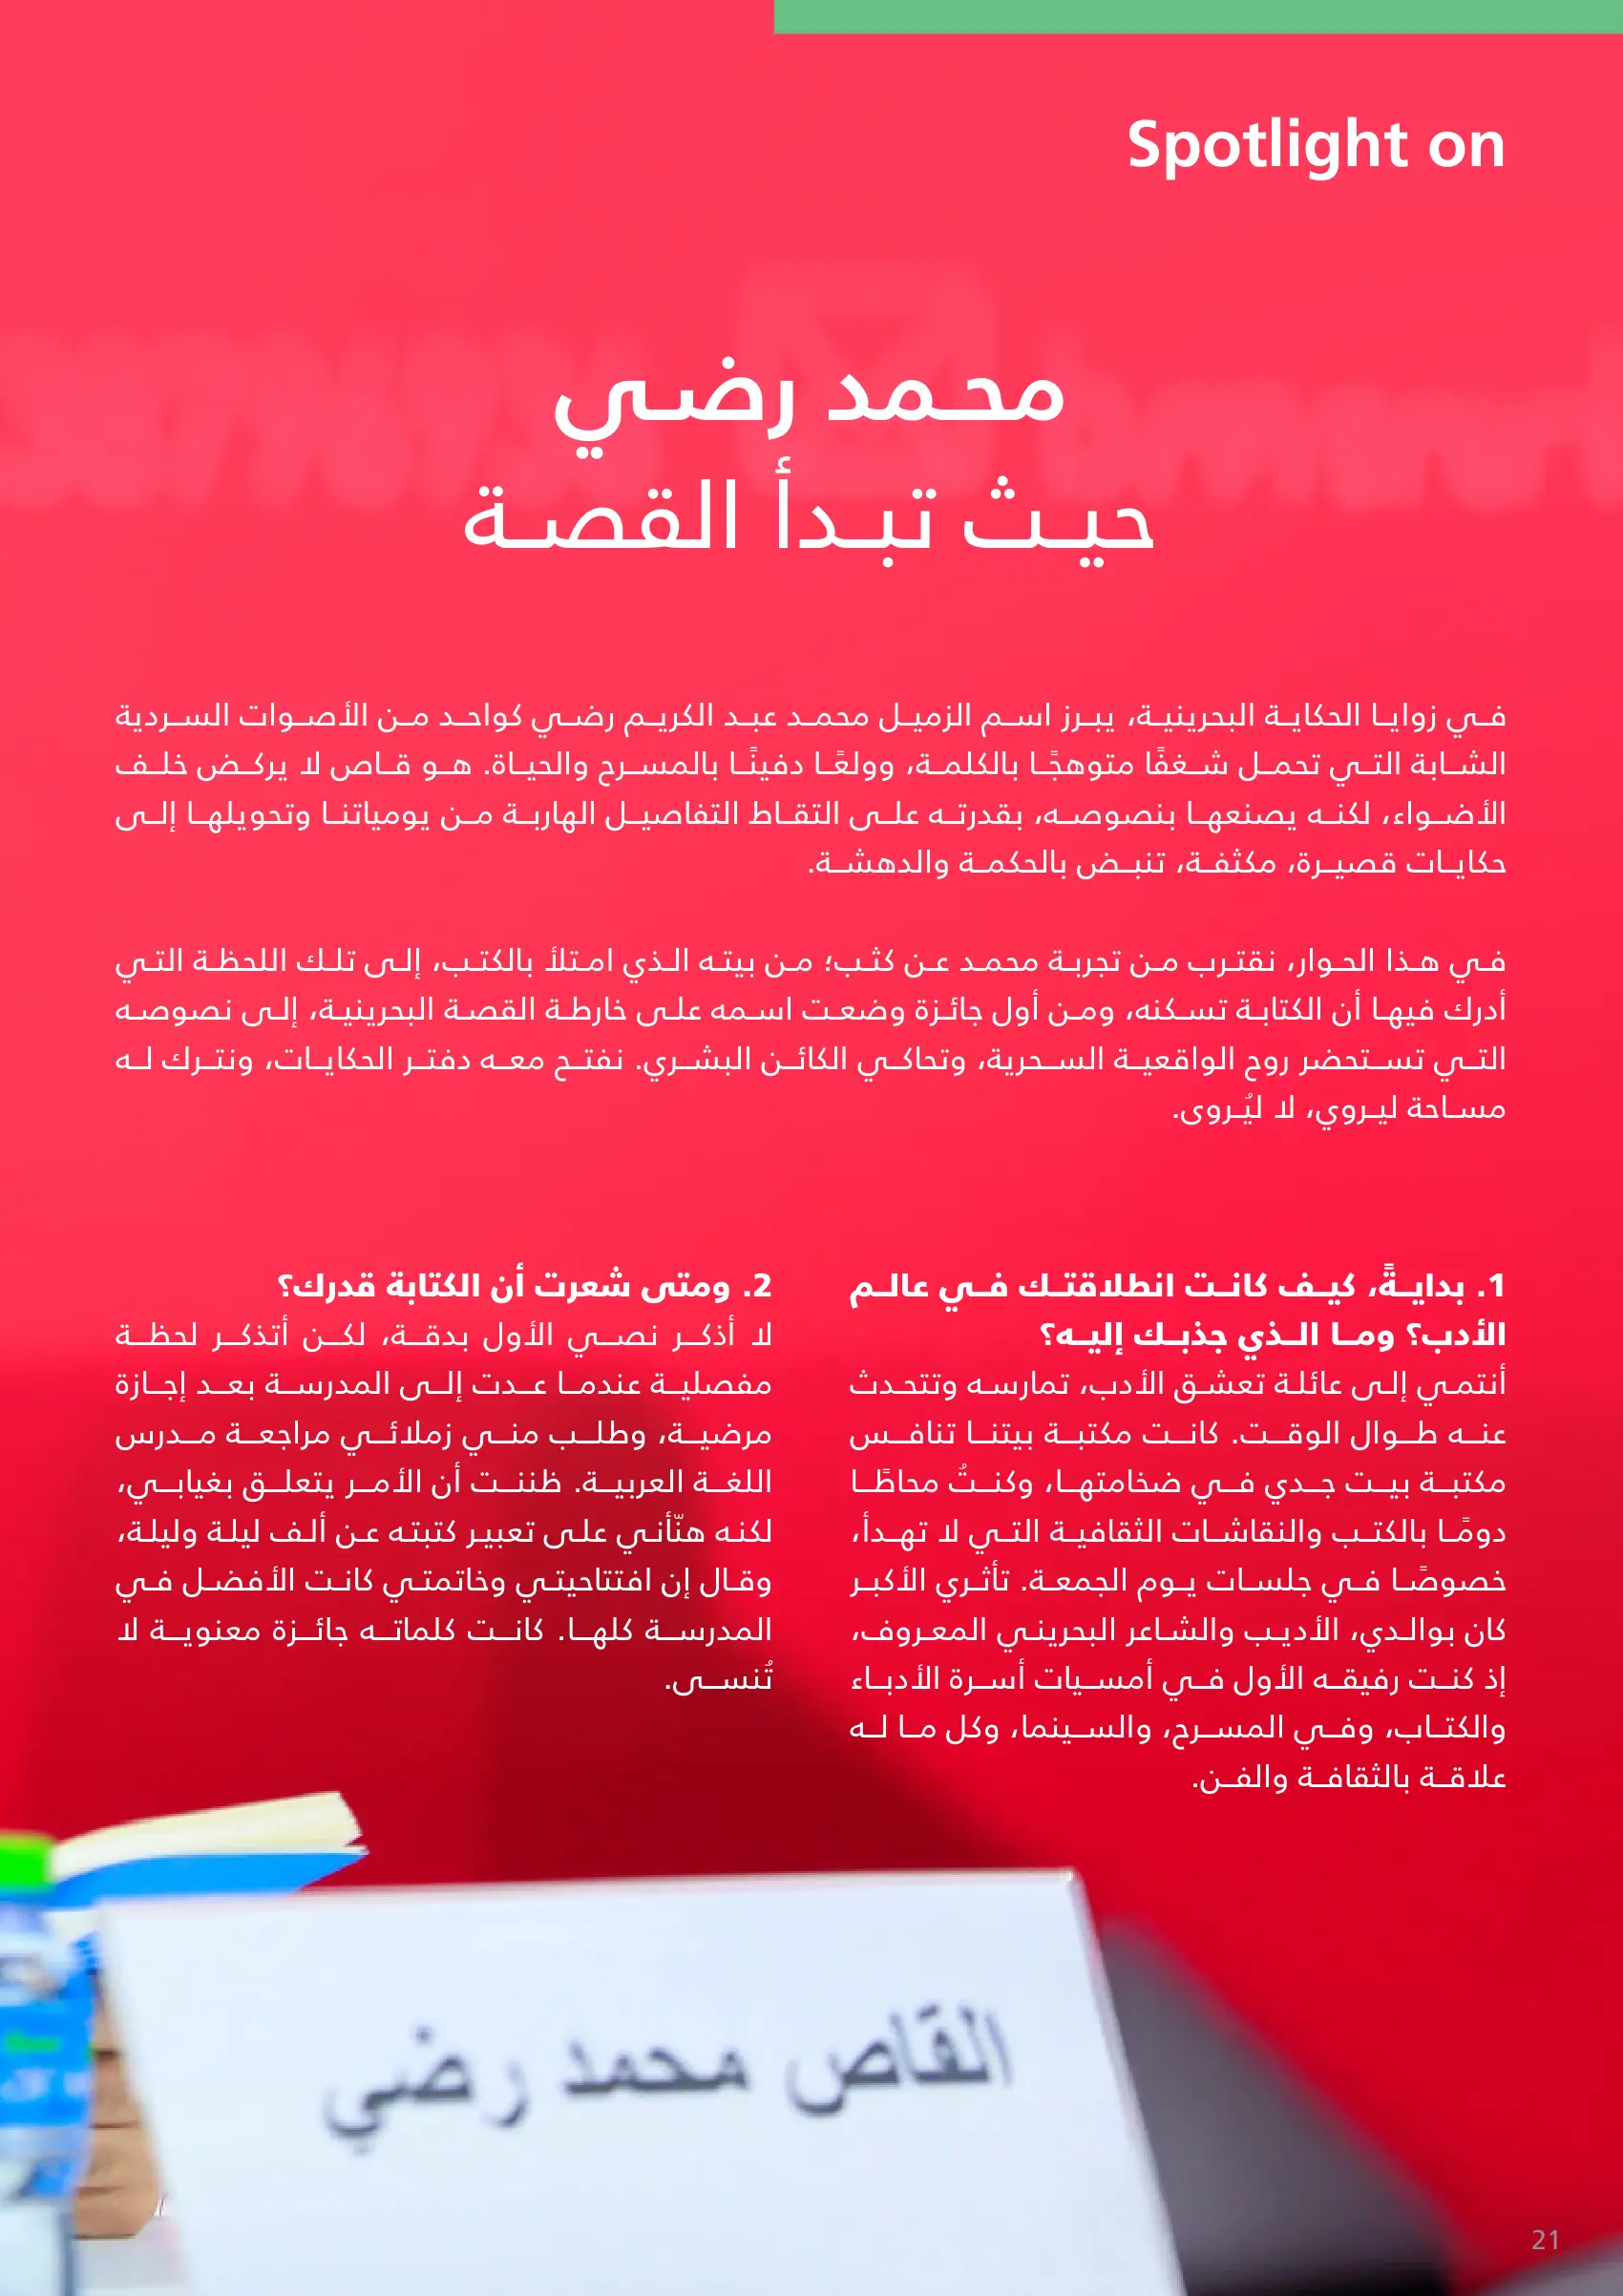 Spotlight on
محمد رضي
حيث تبدأ القصة
في زوايا الحكاية البحرينية، يبرز اسم الزميل محمد عبد الكريم رضي كواحد من الأصوات السردية
الشابة التي تحمل شغفًا متوهجًا بالكلمة، وولعًا دفينًا بالمسرح والحياة. هو قاص لا يركض خلف
الأضواء، لكنه يصنعها بنصوصه، بقدرته على التقاط التفاصيل الهاربة من يومياتنا وتحويلها إلى
حكايات قصيرة، مكثفة، تنبض بالحكمة والدهشة.
في هذا الحوار، نقترب من تجربة محمد عن كثب؛ من بيته الذي امتلأ بالكتب، إلى تلك اللحظة التي
أدرك فيها أن الكتابة تسكنه، ومن أول جائزة وضعت اسمه على خارطة القصة البحرينية، إلى نصوصه
التي تستحضر روح الواقعية السحرية، وتحاكي الكائن البشري. نفتح معه دفتر الحكايات، ونترك له
مساحة ليروي، لا ليُروى.
1. بدايةً، كيف كانت انطلاقتك في عالم
الأدب؟ وما الذي جذبك إليه؟
أنتمي إلى عائلة تعشق الأدب، تمارسه وتتحدث
عنه طوال الوقت. كانت مكتبة بيتنا تنافس
مكتبة بيت جدي في ضخامتها، وكنتُ محاطًا
دومًا بالكتب والنقاشات الثقافية التي لا تهدأ،
خصوصًا في جلسات يوم الجمعة. تأثري الأكبر
كان بوالدي، الأديب والشاعر البحريني المعروف،
إذ كنت رفيقه الأول في أمسيات أسرة الأدباء
والكتاب، وفي المسرح، والسينما، وكل ما له
علاقة بالثقافة والفن.
2. ومتى شعرت أن الكتابة قدرك؟
لا أذكر نصي الأول بدقة، لكن أتذكر لحظة
مفصلية عندما عدت إلى المدرسة بعد إجازة
مرضية، وطلب مني زملائي مراجعة مدرس
اللغة العربية. ظننت أن الأمر يتعلق بغيابي،
لكنه هنّأني على تعبير كتبته عن ألف ليلة وليلة،
وقال إن افتتاحيتي وخاتمتي كانت الأفضل في
المدرسة كلها. كانت كلماته جائزة معنوية لا
تُنسى.
القاص محمد رضي
21